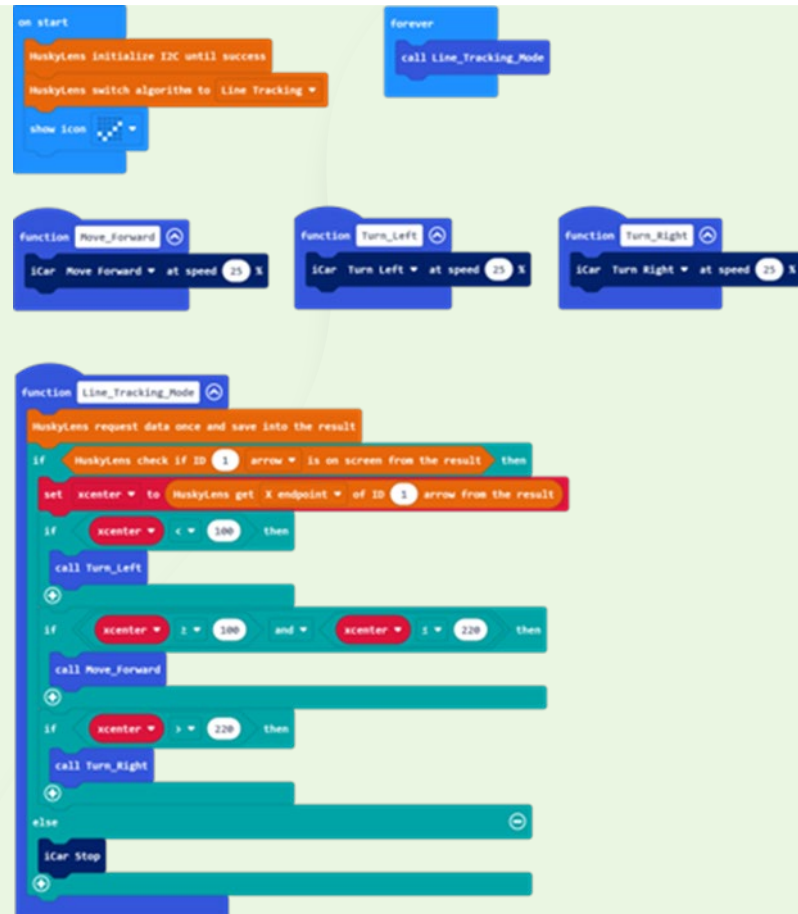 on start
HuskyLens initialize I2C until success
HuskyLens switch algorithm to Line Tracking
show icon
forever
call Line_Tracking_Mode
function Move_Forward
iCar Move Forward at speed 25 %
function Turn_Left
iCar Turn Left at speed 25 %
function Turn_Right
iCar Turn Right at speed 25 %
function Line_Tracking_Mode
HuskyLens request data once and save into the result
if HuskyLens check if ID 1 arrow is on screen from the result then
set xcenter to HuskyLens get X endpoint of ID 1 arrow from the result
if xcenter < 100 then
call Turn_Left
if xcenter ≥ 100 and xcenter ≤ 220 then
call Move_Forward
if xcenter > 220 then
call Turn_Right
else
iCar Stop